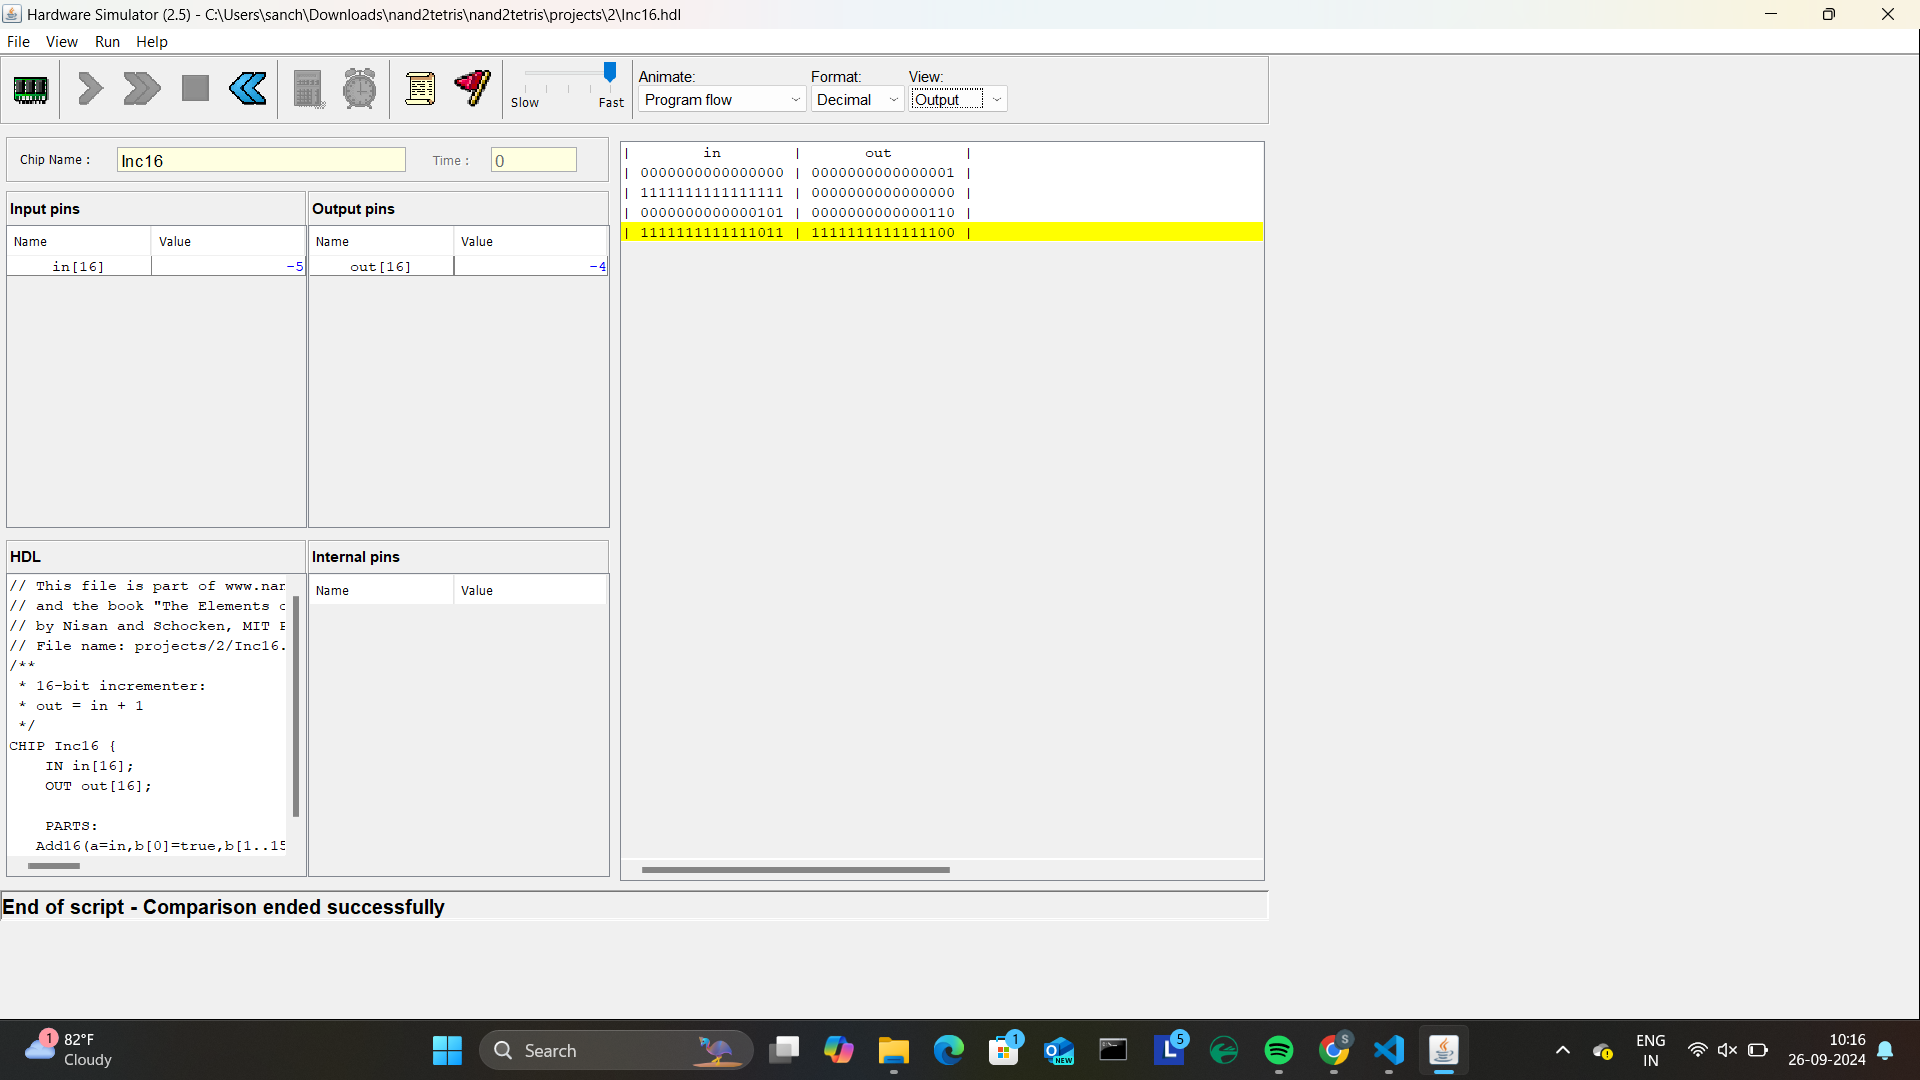 Hardware Simulator (2.5) - C:\Users\sanch\Downloads\nand2tetris\nand2tetris\projects\2\Inc16.hdl
File View Run Help
Slow Fast
Animate: Format: View:
Program flow Decimal Output
Chip Name : Inc16 Time : 0
Input pins Output pins
Name Value Name Value
in[16] -5 out[16] -4
| in | out |
| 0000000000000000 | 0000000000000001 |
| 1111111111111111 | 0000000000000000 |
| 0000000000000101 | 0000000000000110 |
| 1111111111111011 | 1111111111111100 |
HDL
// This file is part of www.nan
// and the book "The Elements o
// by Nisan and Schocken, MIT P
// File name: projects/2/Inc16.
/**
* 16-bit incrementer:
* out = in + 1
*/
CHIP Inc16 {
IN in[16];
OUT out[16];
PARTS:
Add16(a=in,b[0]=true,b[1..15
Internal pins
Name Value
End of script - Comparison ended successfully
1
82°F
Cloudy
Search
1
NEW
L
5
S
ENG
IN
10:16
26-09-2024